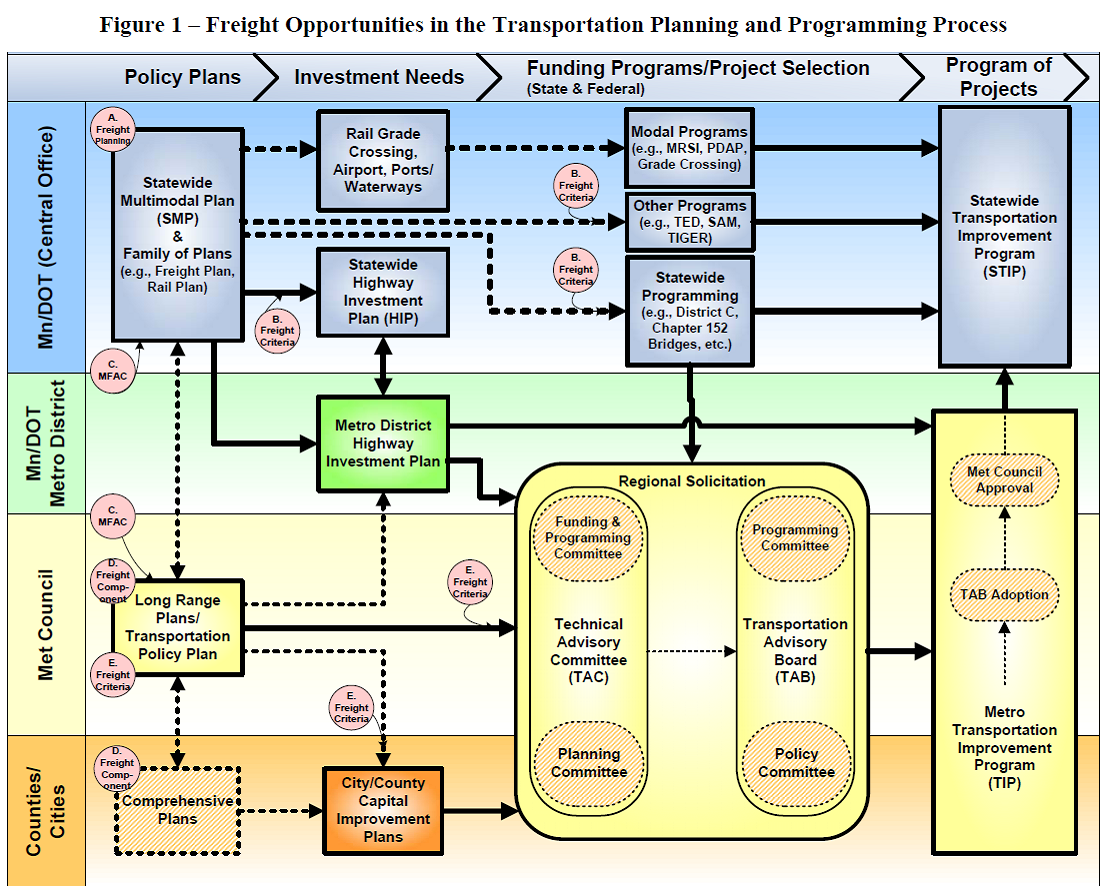 Figure 1 – Freight Opportunities in the Transportation Planning and Programming Process
Policy Plans
Investment Needs
Funding Programs/Project Selection
(State & Federal)
Program of
Projects
Mn/DOT (Central Office)
A.
Freight
Planning
Statewide
Multimodal Plan
(SMP)
&
Family of Plans
(e.g., Freight Plan,
Rail Plan)
Rail Grade
Crossing,
Airport, Ports/
Waterways
Modal Programs
(e.g., MRSI, PDAP,
Grade Crossing)
B.
Freight
Criteria
Other Programs
(e.g., TED, SAM,
TIGER)
Statewide
Highway
Investment
Plan (HIP)
B.
Freight
Criteria
B.
Freight
Criteria
Statewide
Programming
(e.g., District C,
Chapter 152
Bridges, etc.)
Statewide
Transportation
Improvement
Program
(STIP)
C.
MFAC
Mn/DOT
Metro District
Metro District
Highway
Investment Plan
Regional Solicitation
Met Council
Approval
C.
MFAC
Met Council
D.
Freight
Comp-
onent
Long Range
Plans/
Transportation
Policy Plan
E.
Freight
Criteria
E.
Freight
Criteria
E.
Freight
Criteria
Funding &
Programming
Committee
Technical
Advisory
Committee
(TAC)
Planning
Committee
Programming
Committee
Transportation
Advisory
Board
(TAB)
Policy
Committee
TAB Adoption
Metro
Transportation
Improvement
Program
(TIP)
Counties/
Cities
D.
Freight
Comp-
onent
Comprehensive
Plans
City/County
Capital
Improvement
Plans